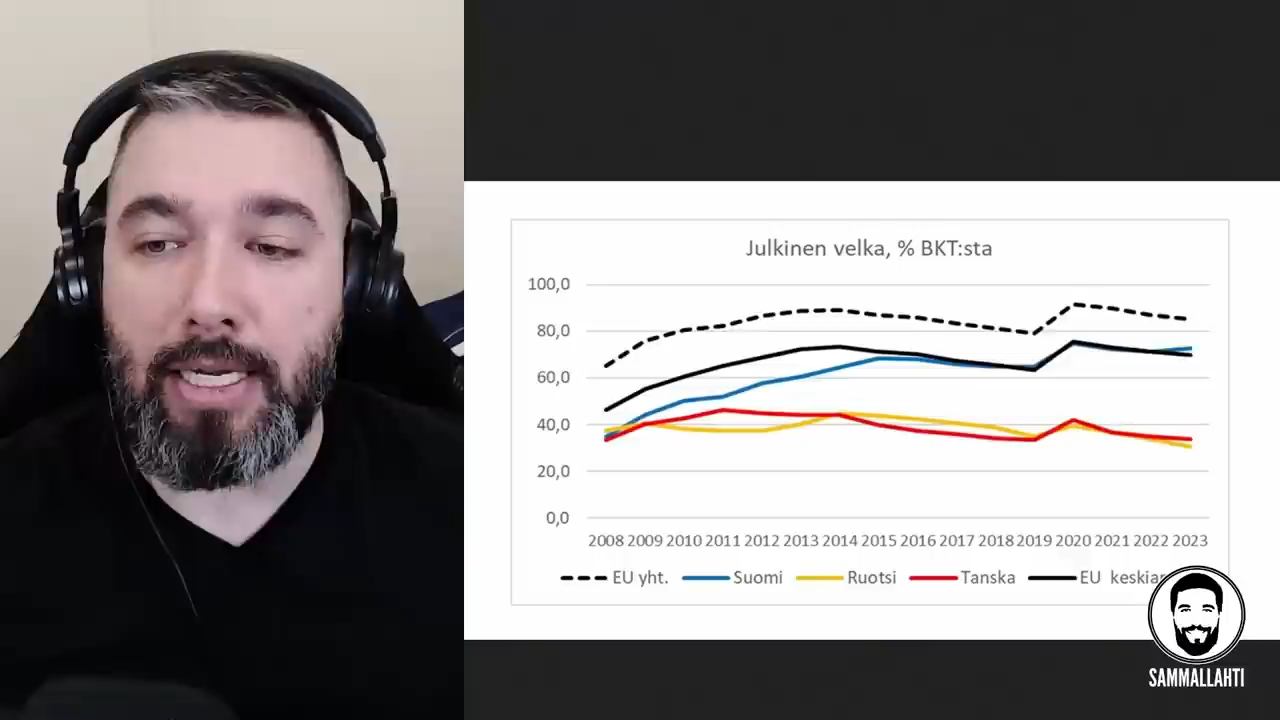 Julkinen velka, % BKT:sta
100,0
80,0
60,0
40,0
20,0
0,0
2008 2009 2010 2011 2012 2013 2014 2015 2016 2017 2018 2019 2020 2021 2022 2023
EU yht. Suomi Ruotsi Tanska EU
SAMMALLAHTI